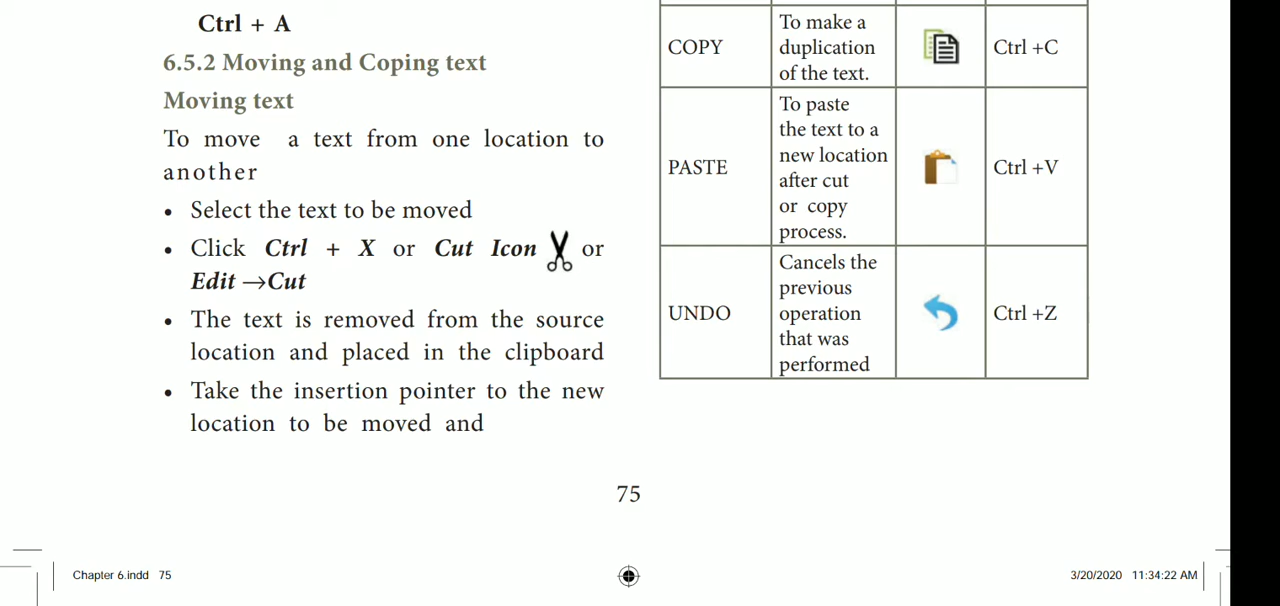 Ctrl + A
6.5.2 Moving and Coping text
Moving text
To move a text from one location to
another
• Select the text to be moved
• Click Ctrl + X or Cut Icon or
Edit →Cut
• The text is removed from the source
location and placed in the clipboard
• Take the insertion pointer to the new
location to be moved and
COPY
To make a
duplication
of the text.
Ctrl +C
PASTE
To paste
the text to a
new location
after cut
or copy
process.
Ctrl +V
UNDO
Cancels the
previous
operation
that was
performed
Ctrl +Z
75
Chapter 6.indd 75
3/20/2020 11:34:22 AM